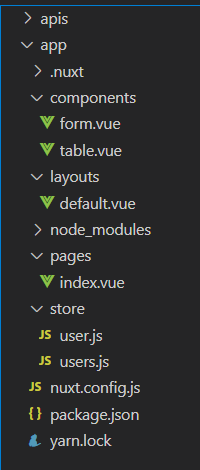 apis
app
.nuxt
components
form.vue
table.vue
layouts
default.vue
node_modules
pages
index.vue
store
JS user.js
JS users.js
JS nuxt.config.js
{} package.json
yarn.lock